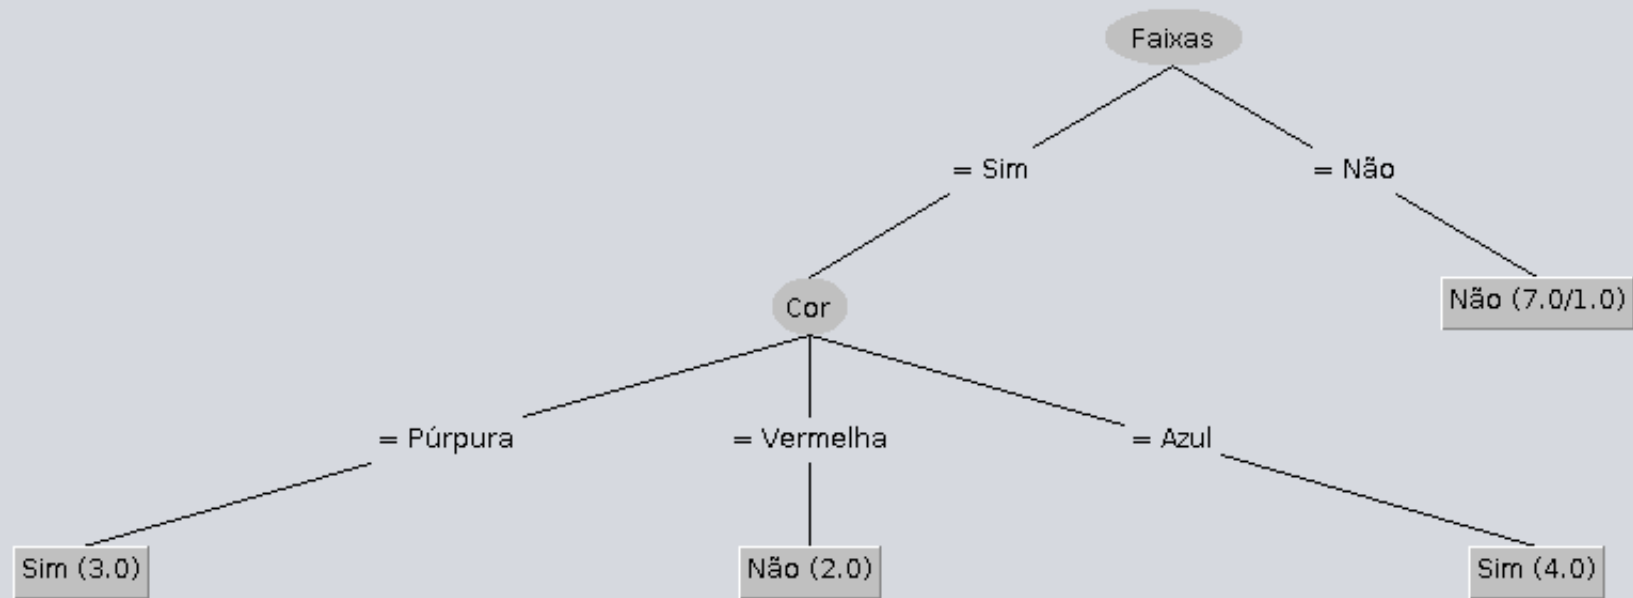 Faixas
= Sim
= Não
Cor
Não (7.0/1.0)
= Púrpura
= Vermelha
= Azul
Sim (3.0)
Não (2.0)
Sim (4.0)